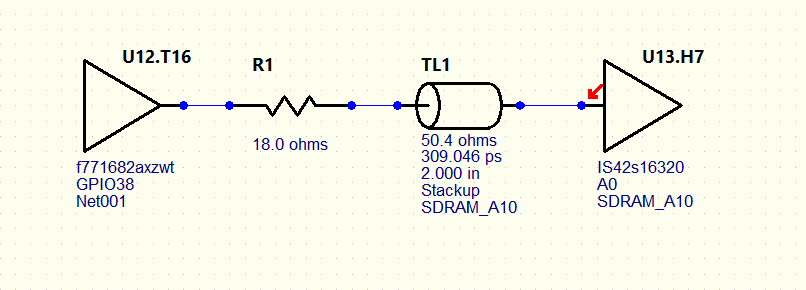 U12.T16
f771682axzwt
GPIO38
Net001
R1
18.0 ohms
TL1
50.4 ohms
309.046 ps
2.000 in
Stackup
SDRAM_A10
U13.H7
IS42s16320
A0
SDRAM_A10